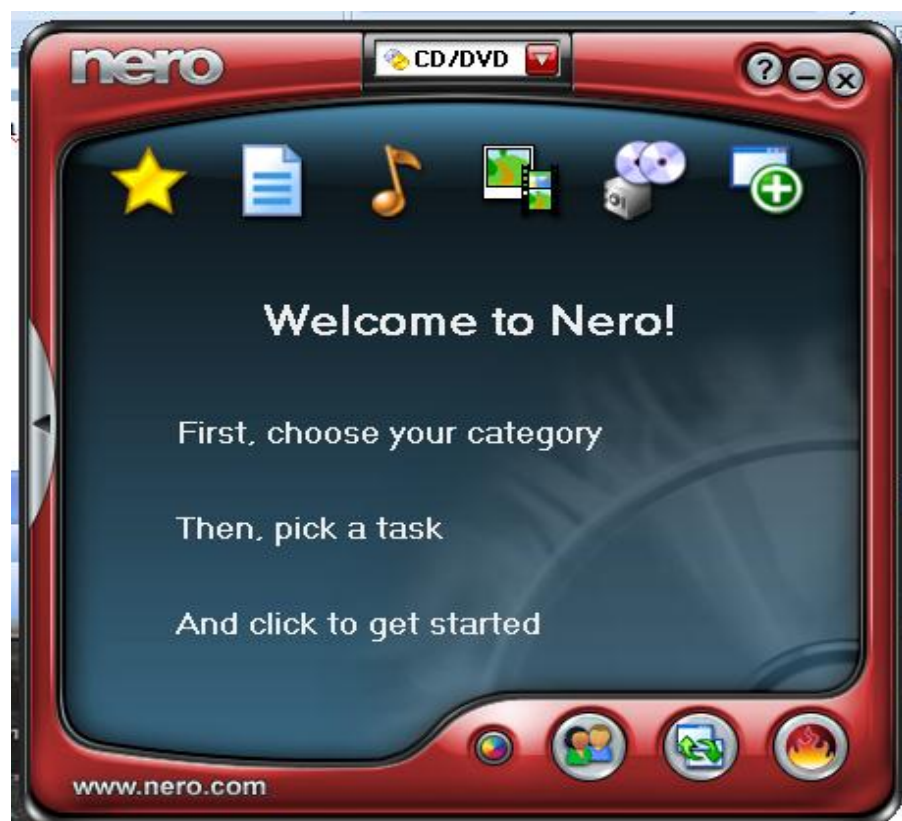 nero
CD/DVD
?
Welcome to Nero!
First, choose your category
Then, pick a task
And click to get started
www.nero.com